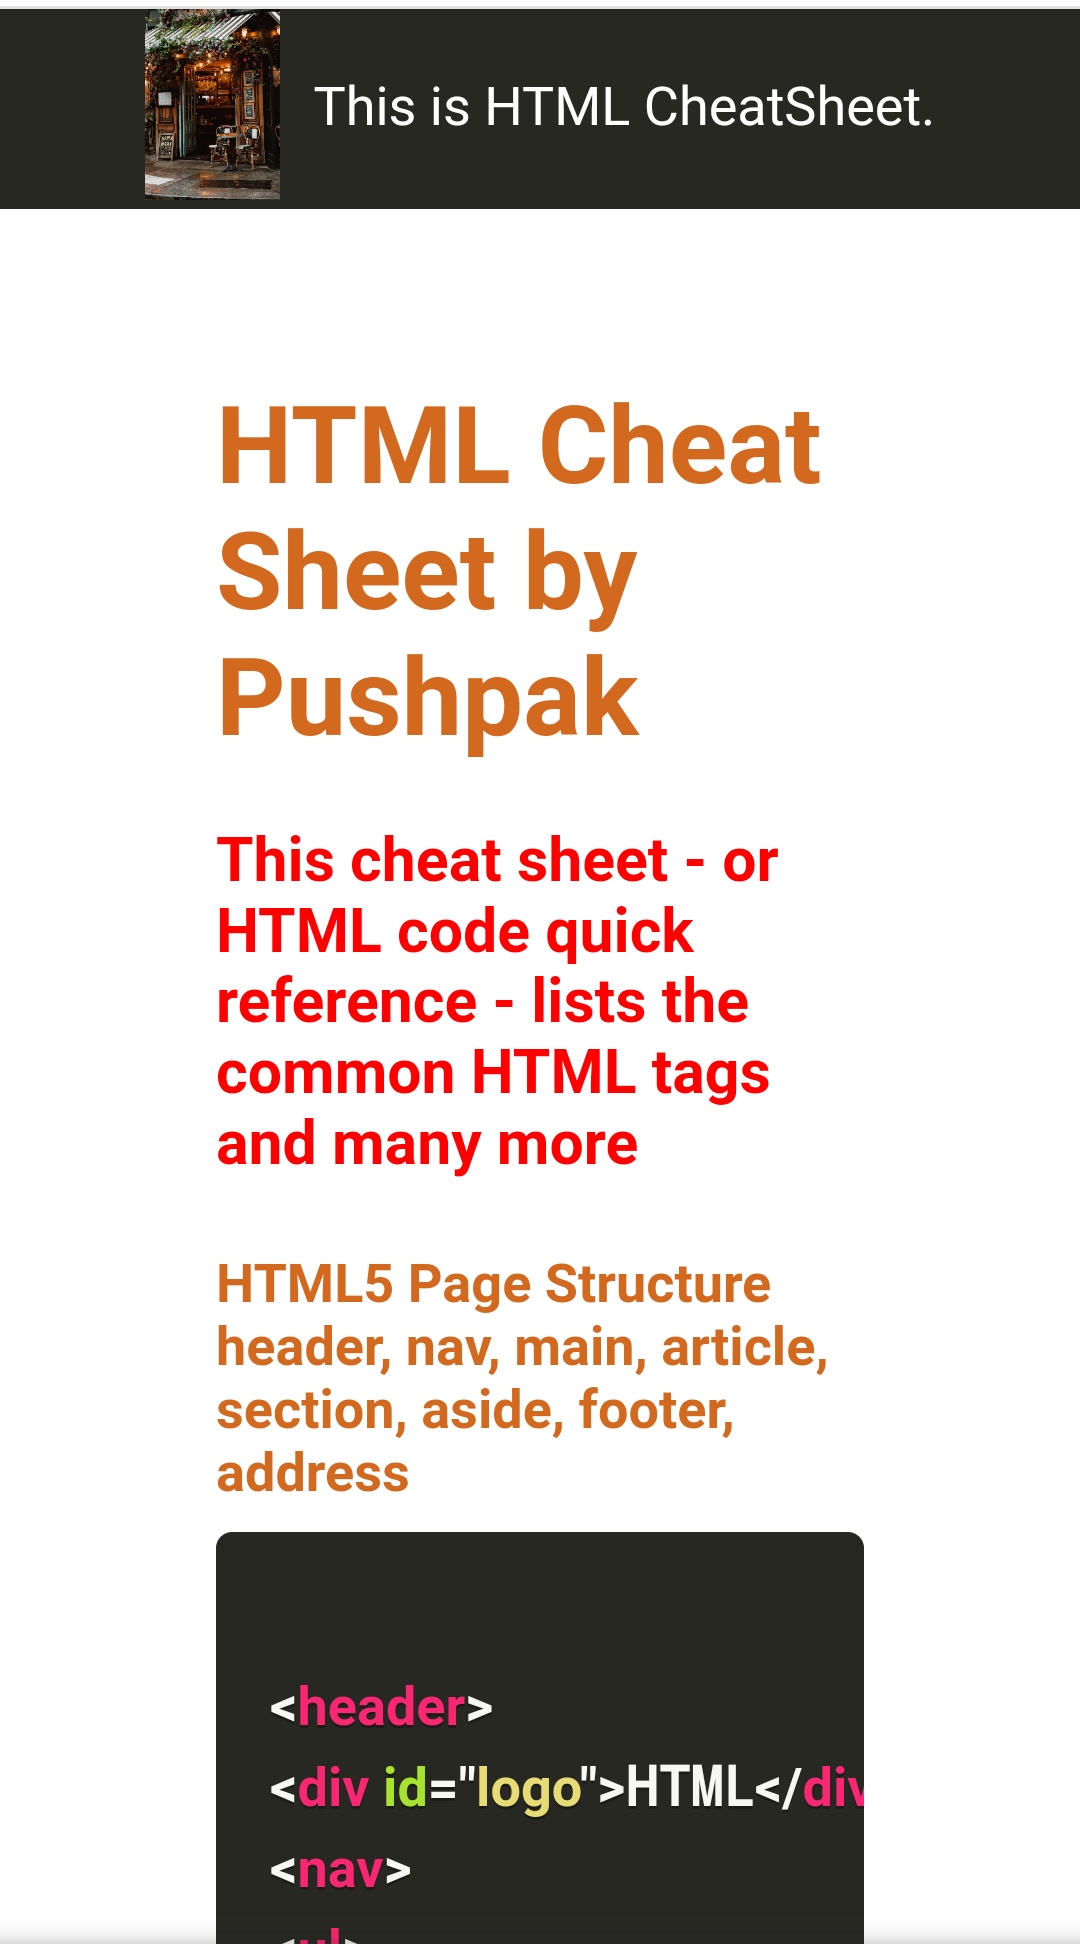 This is HTML CheatSheet.
HTML Cheat
Sheet by
Pushpak
This cheat sheet - or
HTML code quick
reference - lists the
common HTML tags
and many more
HTML5 Page Structure
header, nav, main, article,
section, aside, footer,
address
<header>
<div id="logo">HTML</div
<nav>
<ul>